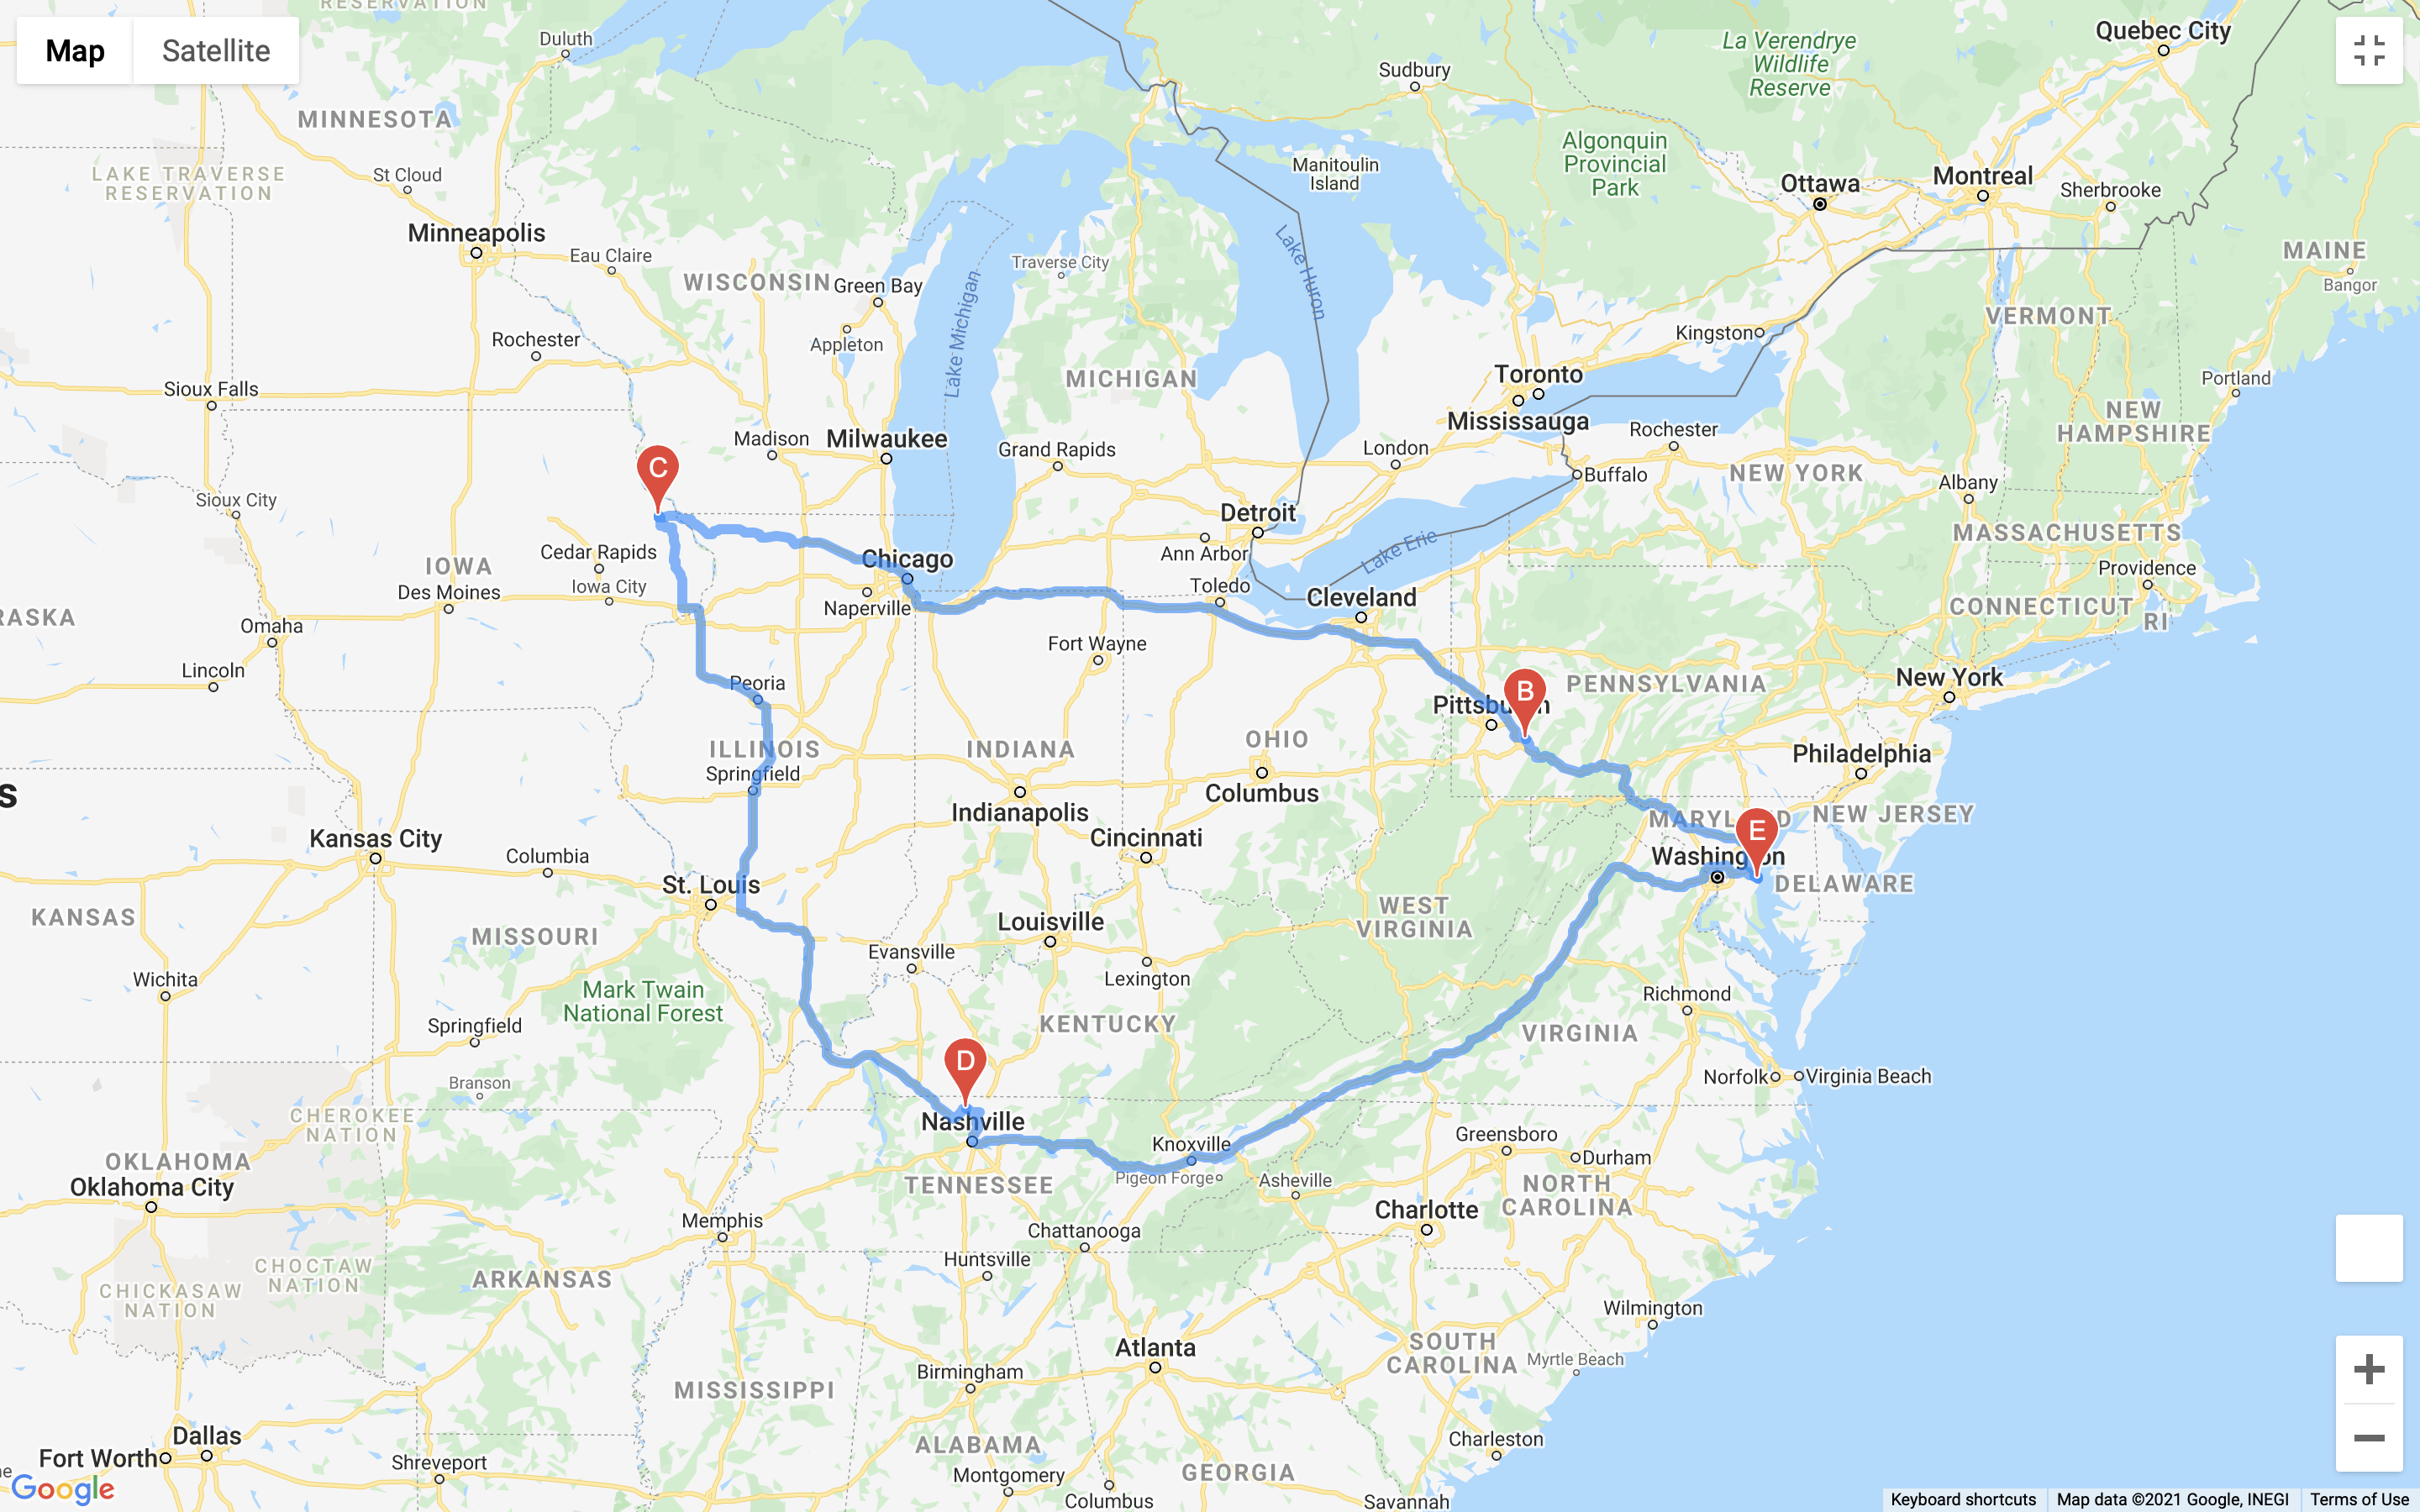 RESERVATION
Map
Satellite
Duluth
Quebec City
La Verendrye
Wildlife
Reserve
Sudbury
MINNESOTA
Algonquin
Provincial
Park
Manitoulin
Island
LAKE TRAVERSE
RESERVATION
St Cloud
Ottawa
Montreal
Sherbrooke
Minneapolis
Eau Claire
WISCONSIN
Green Bay
Traverse City
Lake Huron
Lake Michigan
MAINE
Bangor
VERMONT
Kingston
Rochester
Appleton
MICHIGAN
Toronto
Mississauga
Portland
Sioux Falls
NEW
HAMPSHIRE
Madison
Milwaukee
Grand Rapids
London
Rochester
C
Buffalo
NEW YORK
Albany
Sioux City
Detroit
MASSACHUSETTS
Cedar Rapids
Chicago
Ann Arbor
Lake Erie
IOWA
Iowa City
Des Moines
Naperville
Toledo
Cleveland
Providence
CONNECTICUT
RI
RASKA
Omaha
Fort Wayne
Lincoln
Peoria
B
PENNSYLVANIA
New York
Pittsburgh
ILLINOIS
Springfield
INDIANA
OHIO
Philadelphia
s
Indianapolis
Columbus
MARYLAND
NEW JERSEY
E
Kansas City
Columbia
Cincinnati
Washington
DELAWARE
St. Louis
KANSAS
MISSOURI
Louisville
WEST
VIRGINIA
Evansville
Lexington
Wichita
Mark Twain
National Forest
Richmond
Springfield
KENTUCKY
VIRGINIA
D
Branson
Norfolk
Virginia Beach
CHEROKEE
NATION
Nashville
Knoxville
Greensboro
Durham
OKLAHOMA
Oklahoma City
TENNESSEE
Pigeon Forge
Asheville
NORTH
CAROLINA
Memphis
Chattanooga
Charlotte
Huntsville
CHOCTAW
NATION
ARKANSAS
CHICKASAW
NATION
Wilmington
Atlanta
SOUTH
CAROLINA
Myrtle Beach
Birmingham
MISSISSIPPI
Dallas
Fort Worth
ALABAMA
Charleston
Shreveport
Montgomery
GEORGIA
ne
Google
Columbus
Savannah
Keyboard shortcuts
Map data ©2021 Google, INEGI
Terms of Use